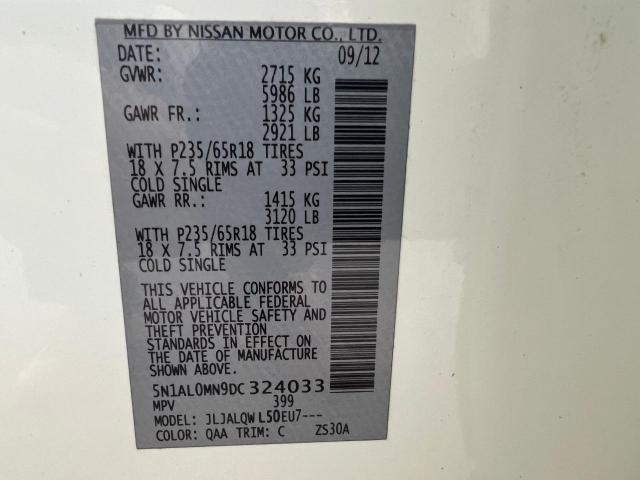 MFD BY NISSAN MOTOR CO., LTD.
DATE: 09/12
GVWR: 2715 KG
5986 LB
GAWR FR.: 1325 KG
2921 LB
WITH P235/65R18 TIRES
18 X 7.5 RIMS AT 33 PSI
COLD SINGLE
GAWR RR.: 1415 KG
3120 LB
WITH P235/65R18 TIRES
18 X 7.5 RIMS AT 33 PSI
COLD SINGLE
THIS VEHICLE CONFORMS TO
ALL APPLICABLE FEDERAL
MOTOR VEHICLE SAFETY AND
THEFT PREVENTION
STANDARDS IN EFFECT ON
THE DATE OF MANUFACTURE
SHOWN ABOVE.
5N1AL0MN9DC324033
MPV 399
MODEL: JLJALQWL50EU7---
COLOR: QAA TRIM: C ZS30A